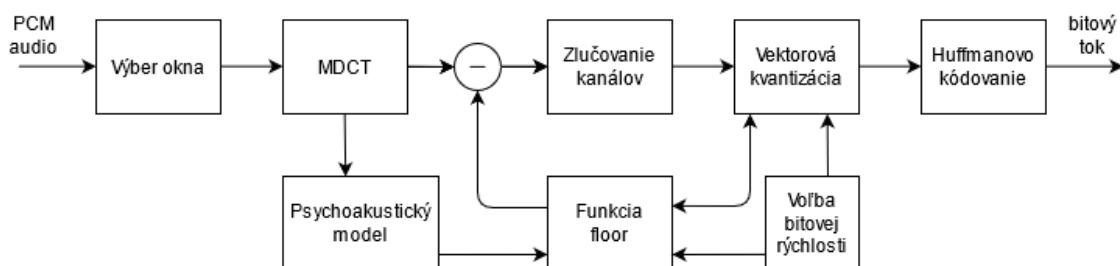 PCM
audio
Výber okna
MDCT
—
Zlučovanie
kanálov
Vektorová
kvantizácia
Huffmanovo
kódovanie
bitový
tok
Psychoakustický
model
Funkcia
floor
Voľba
bitovej
rýchlosti